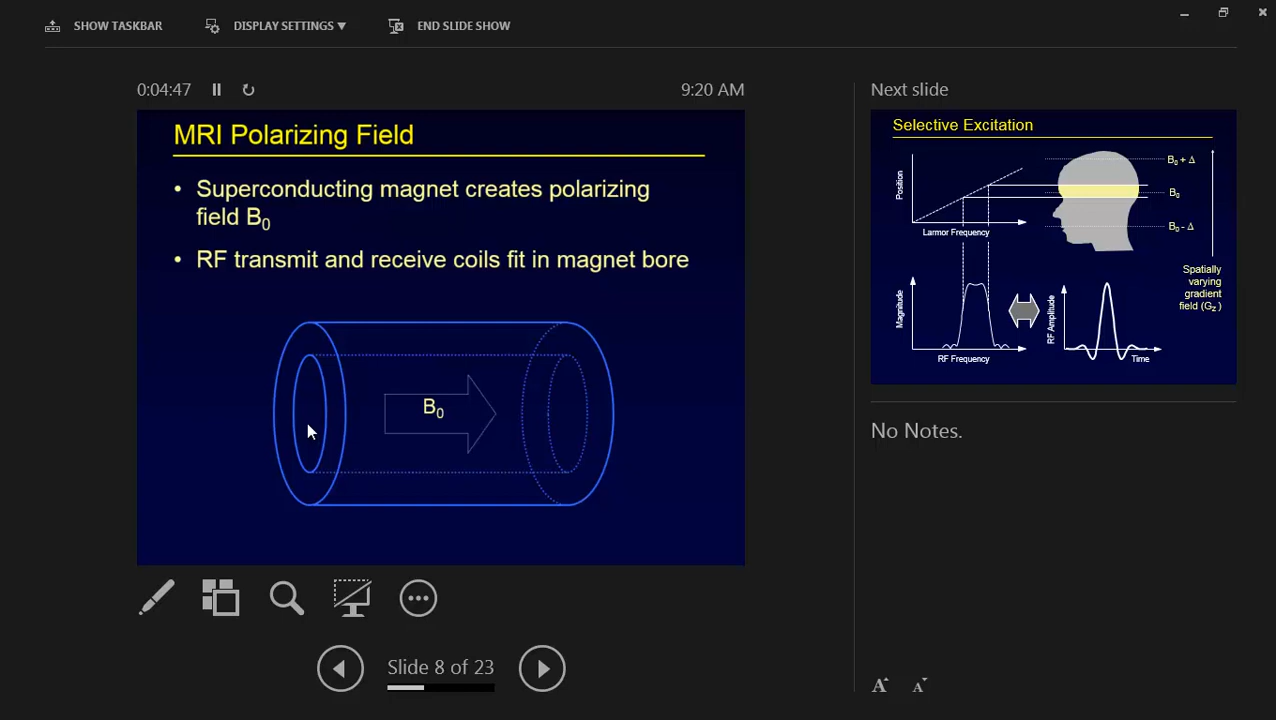 SHOW TASKBAR DISPLAY SETTINGS ▼ END SLIDE SHOW
0:04:47 9:20 AM
MRI Polarizing Field
• Superconducting magnet creates polarizing
field B₀
• RF transmit and receive coils fit in magnet bore
B₀
Slide 8 of 23
Next slide
Selective Excitation
Position
Larmor Frequency
B₀ + Δ
B₀
B₀ - Δ
Spatially
varying
gradient
field (G_z)
Magnitude
RF Frequency
RF Amplitude
Time
No Notes.
A A